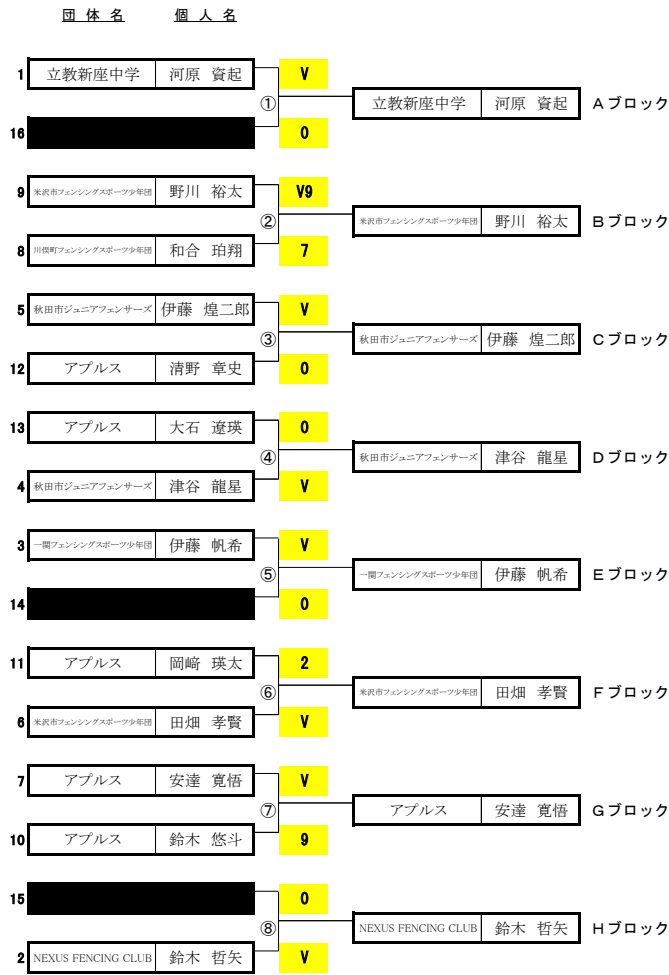 団体名 個人名
1 立教新座中学 河原 資起 V
① 立教新座中学 河原 資起 Aブロック
16 0
9 米沢市フェンシングスポーツ少年団 野川 裕太 V9
② 米沢市フェンシングスポーツ少年団 野川 裕太 Bブロック
8 川俣町フェンシングスポーツ少年団 和合 珀翔 7
5 秋田市ジュニアフェンサーズ 伊藤 煌二郎 V
③ 秋田市ジュニアフェンサーズ 伊藤 煌二郎 Cブロック
12 アプルス 清野 章史 0
13 アプルス 大石 遼瑛 0
④ 秋田市ジュニアフェンサーズ 津谷 龍星 Dブロック
4 秋田市ジュニアフェンサーズ 津谷 龍星 V
3 一関フェンシングスポーツ少年団 伊藤 帆希 V
⑤ 一関フェンシングスポーツ少年団 伊藤 帆希 Eブロック
14 0
11 アプルス 岡﨑 瑛太 2
⑥ 米沢市フェンシングスポーツ少年団 田畑 孝賢 Fブロック
6 米沢市フェンシングスポーツ少年団 田畑 孝賢 V
7 アプルス 安達 寛悟 V
⑦ アプルス 安達 寛悟 Gブロック
10 アプルス 鈴木 悠斗 9
15 0
⑧ NEXUS FENCING CLUB 鈴木 哲矢 Hブロック
2 NEXUS FENCING CLUB 鈴木 哲矢 V